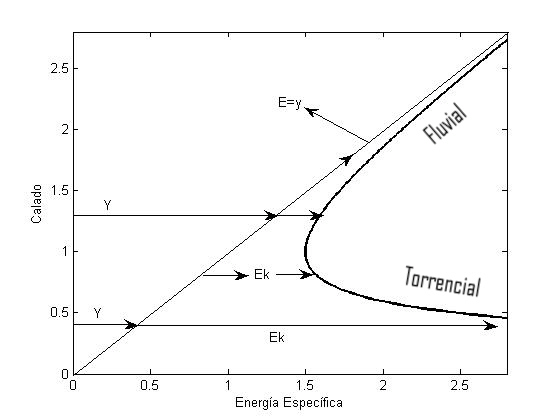 2.5
E=y
Fluvial
2
Calado
1.5
Y
1
Ek
Torrencial
0.5
Y
Ek
0
0 0.5 1 1.5 2 2.5
Energía Específica